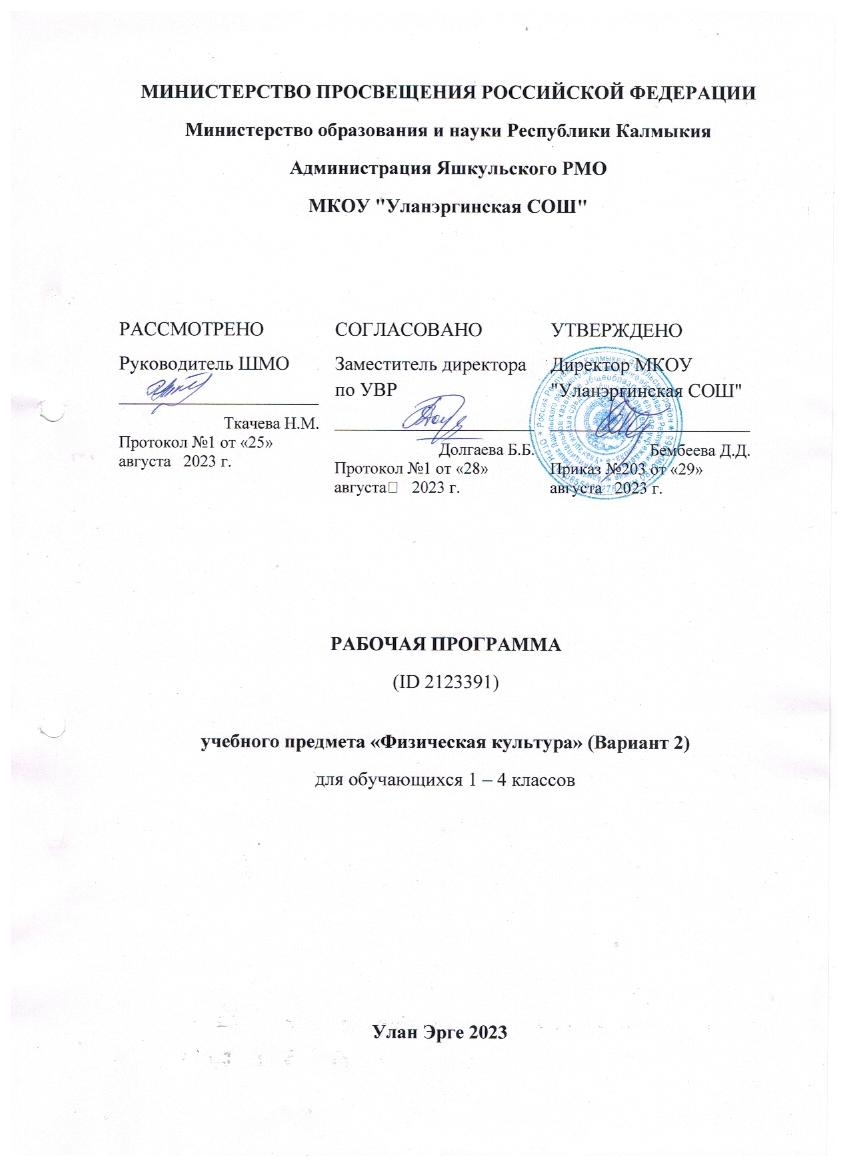 МИНИСТЕРСТВО ПРОСВЕЩЕНИЯ РОССИЙСКОЙ ФЕДЕРАЦИИ
Министерство образования и науки Республики Калмыкия
Администрация Яшкульского РМО
МКОУ "Уланэргинская СОШ"
РАССМОТРЕНО
Руководитель ШМО
Ткачева Н.М.
Протокол №1 от «25»
августа 2023 г.
СОГЛАСОВАНО
Заместитель директора
по УВР
Долгаева Б.Б.
Протокол №1 от «28»
августа 2023 г.
УТВЕРЖДЕНО
Директор МКОУ
"Уланэргинская СОШ"
Бембеева Д.Д.
Приказ №203 от «29»
августа 2023 г.
РАБОЧАЯ ПРОГРАММА
(ID 2123391)
учебного предмета «Физическая культура» (Вариант 2)
для обучающихся 1 – 4 классов
Улан Эрге 2023